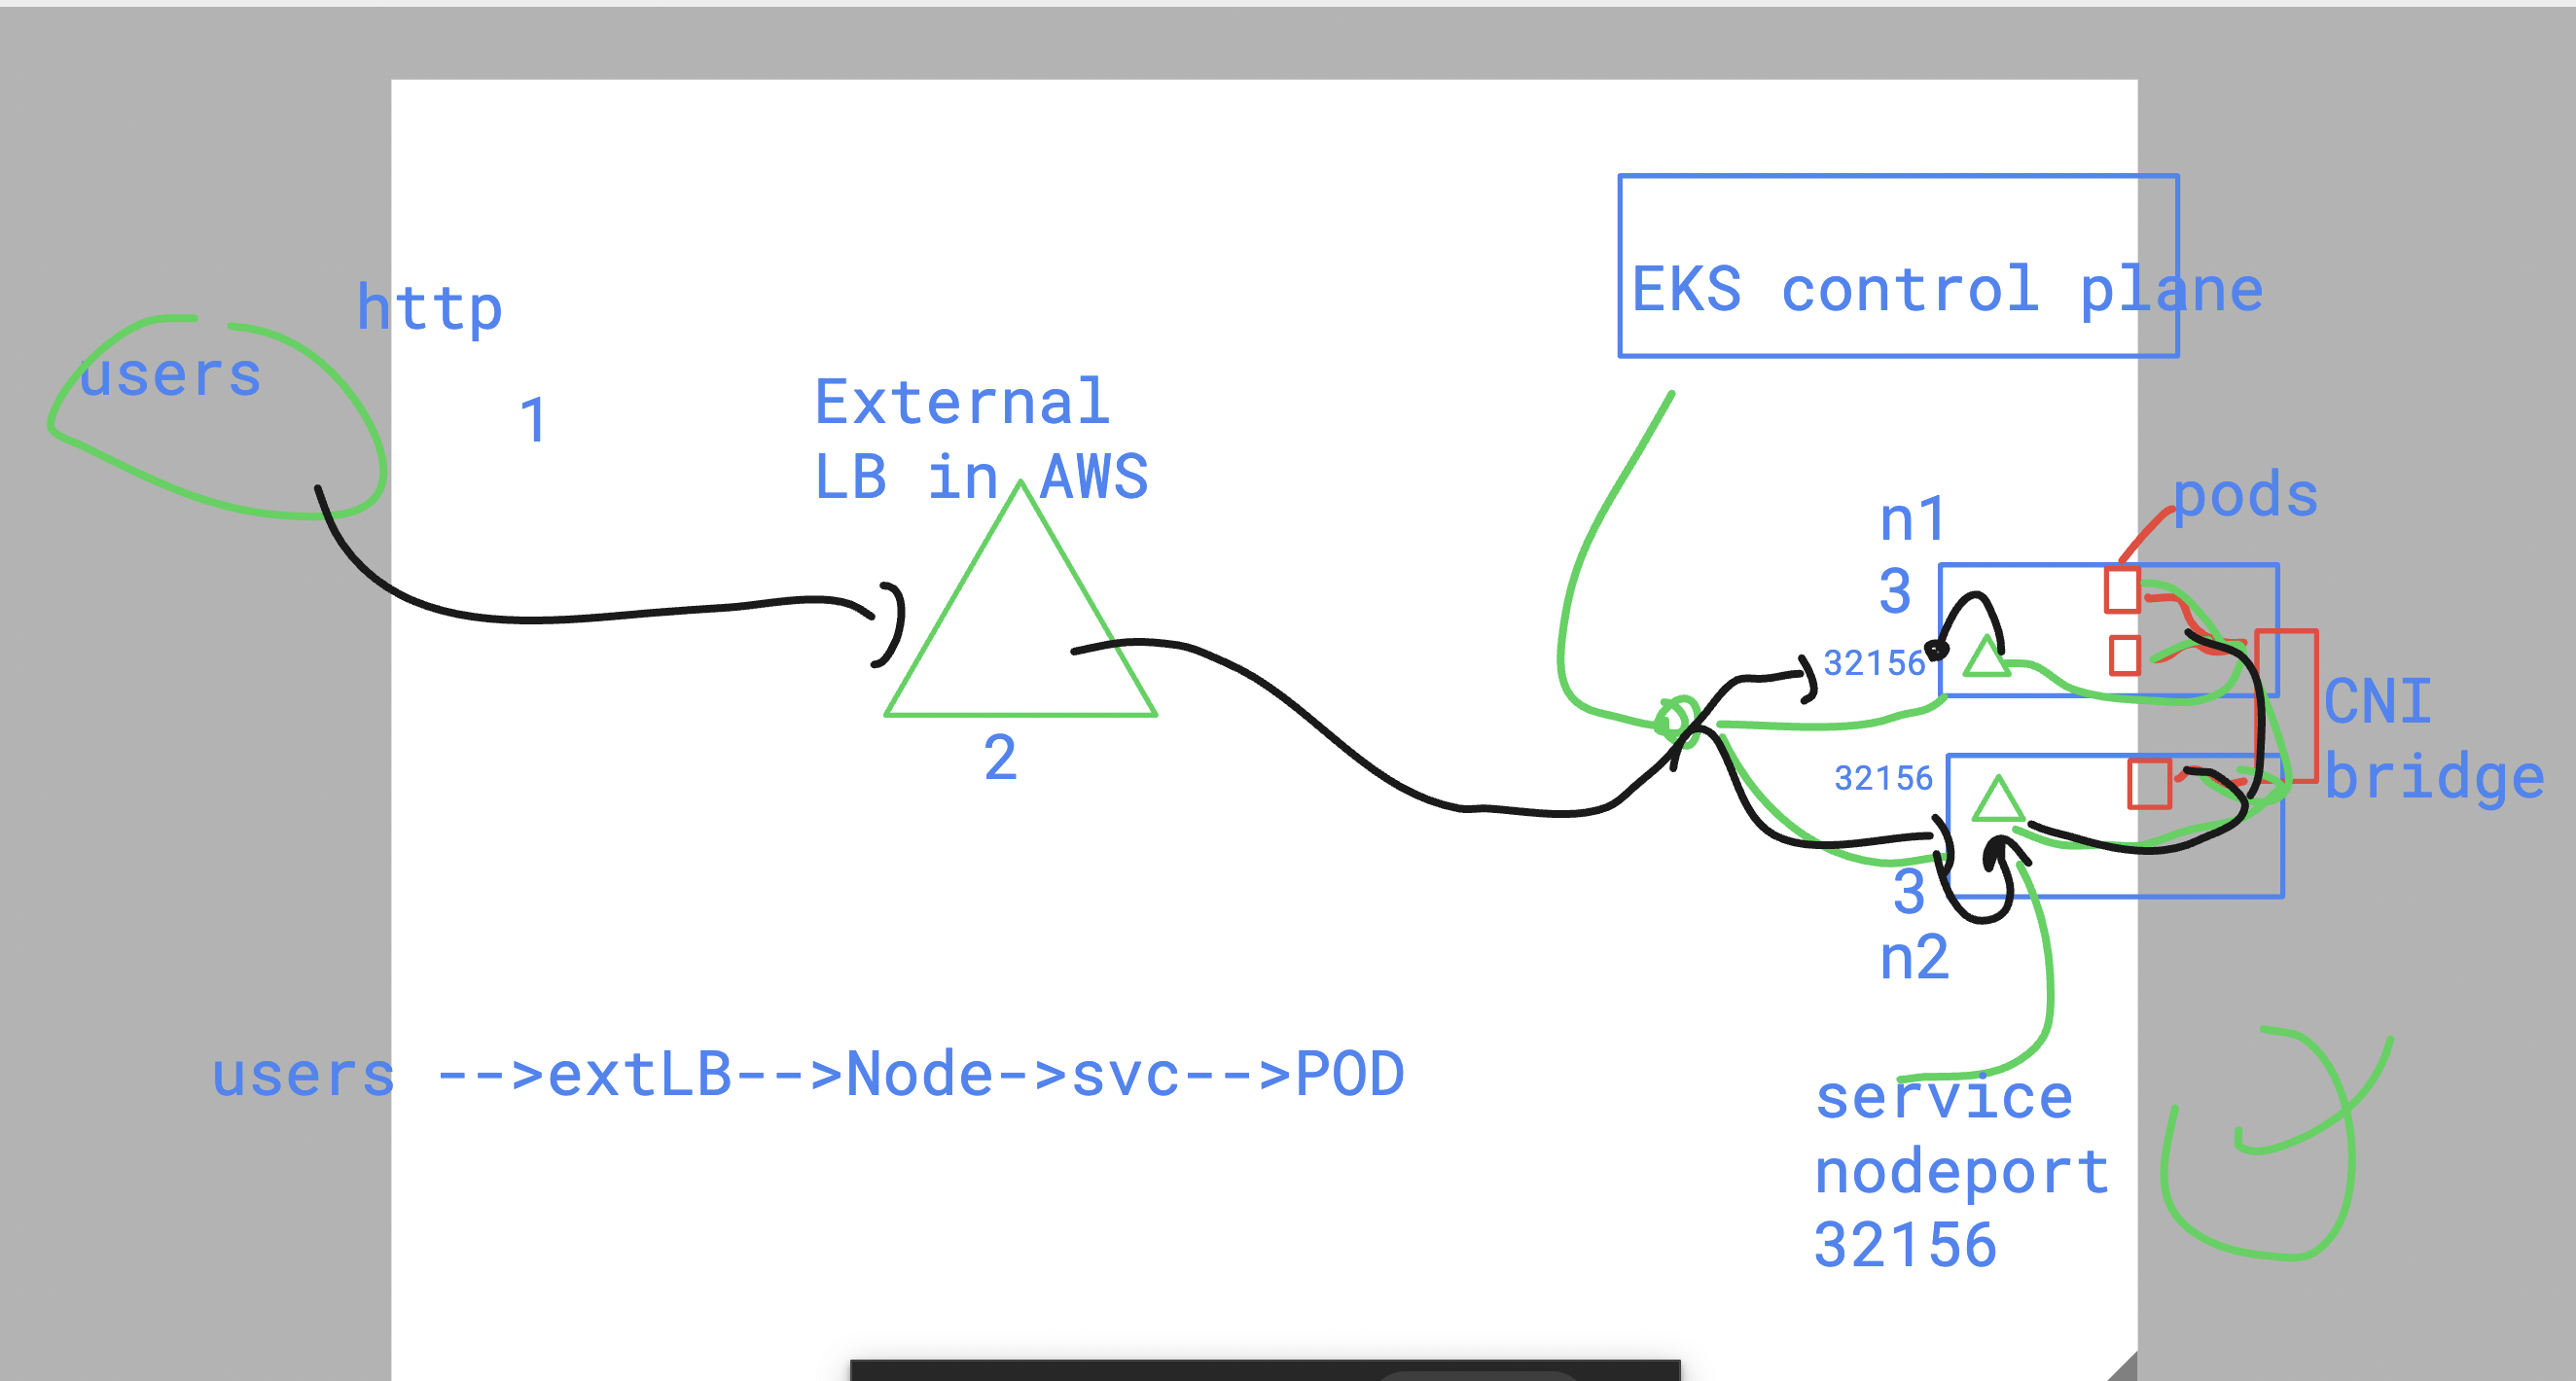 http
users
1
External
LB in AWS
2
EKS control plane
pods
n1
3
32156
CNI
bridge
32156
3
n2
users -->extLB-->Node->svc-->POD
service
nodeport
32156